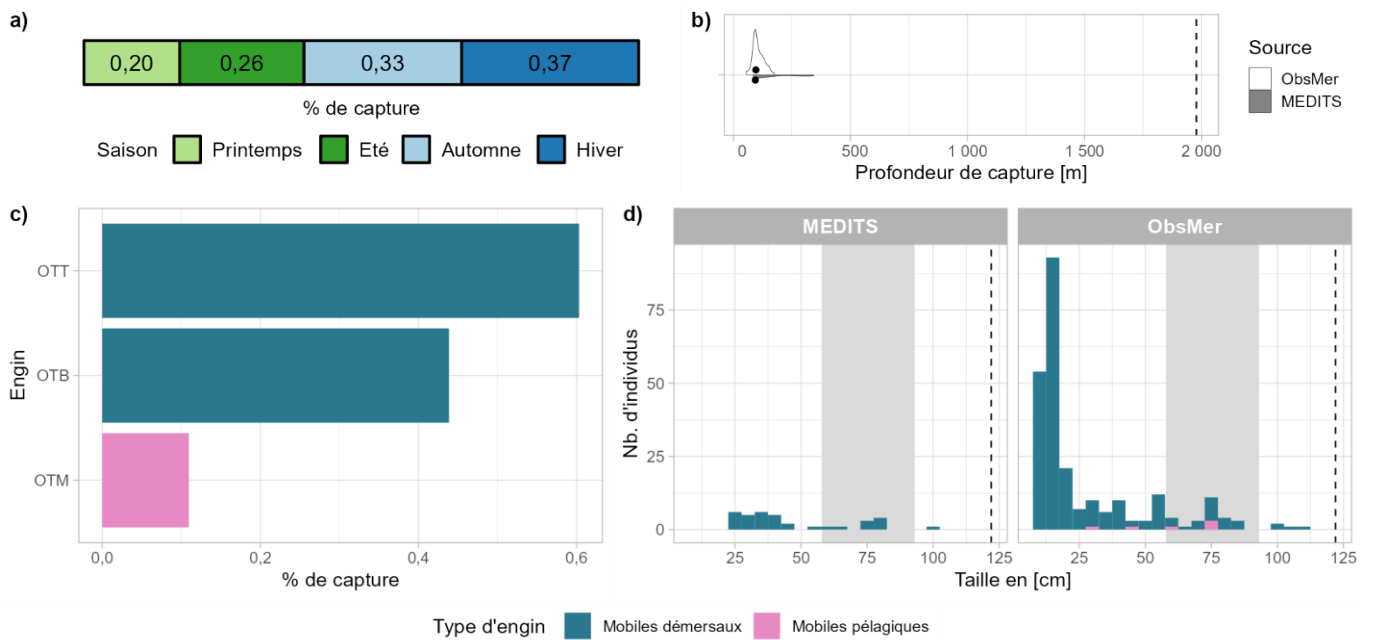 a)
0,20 0,26 0,33 0,37
% de capture
Saison Printemps Eté Automne Hiver
b)
0 500 1 000 1 500 2 000
Profondeur de capture [m]
Source
ObsMer
MEDITS
c)
Engin
OTT
OTB
OTM
0,0 0,2 0,4 0,6
% de capture
d)
MEDITS ObsMer
Nb. d'individus
75
50
25
0
25 50 75 100 125 25 50 75 100 125
Taille en [cm]
Type d'engin Mobiles démersaux Mobiles pélagiques